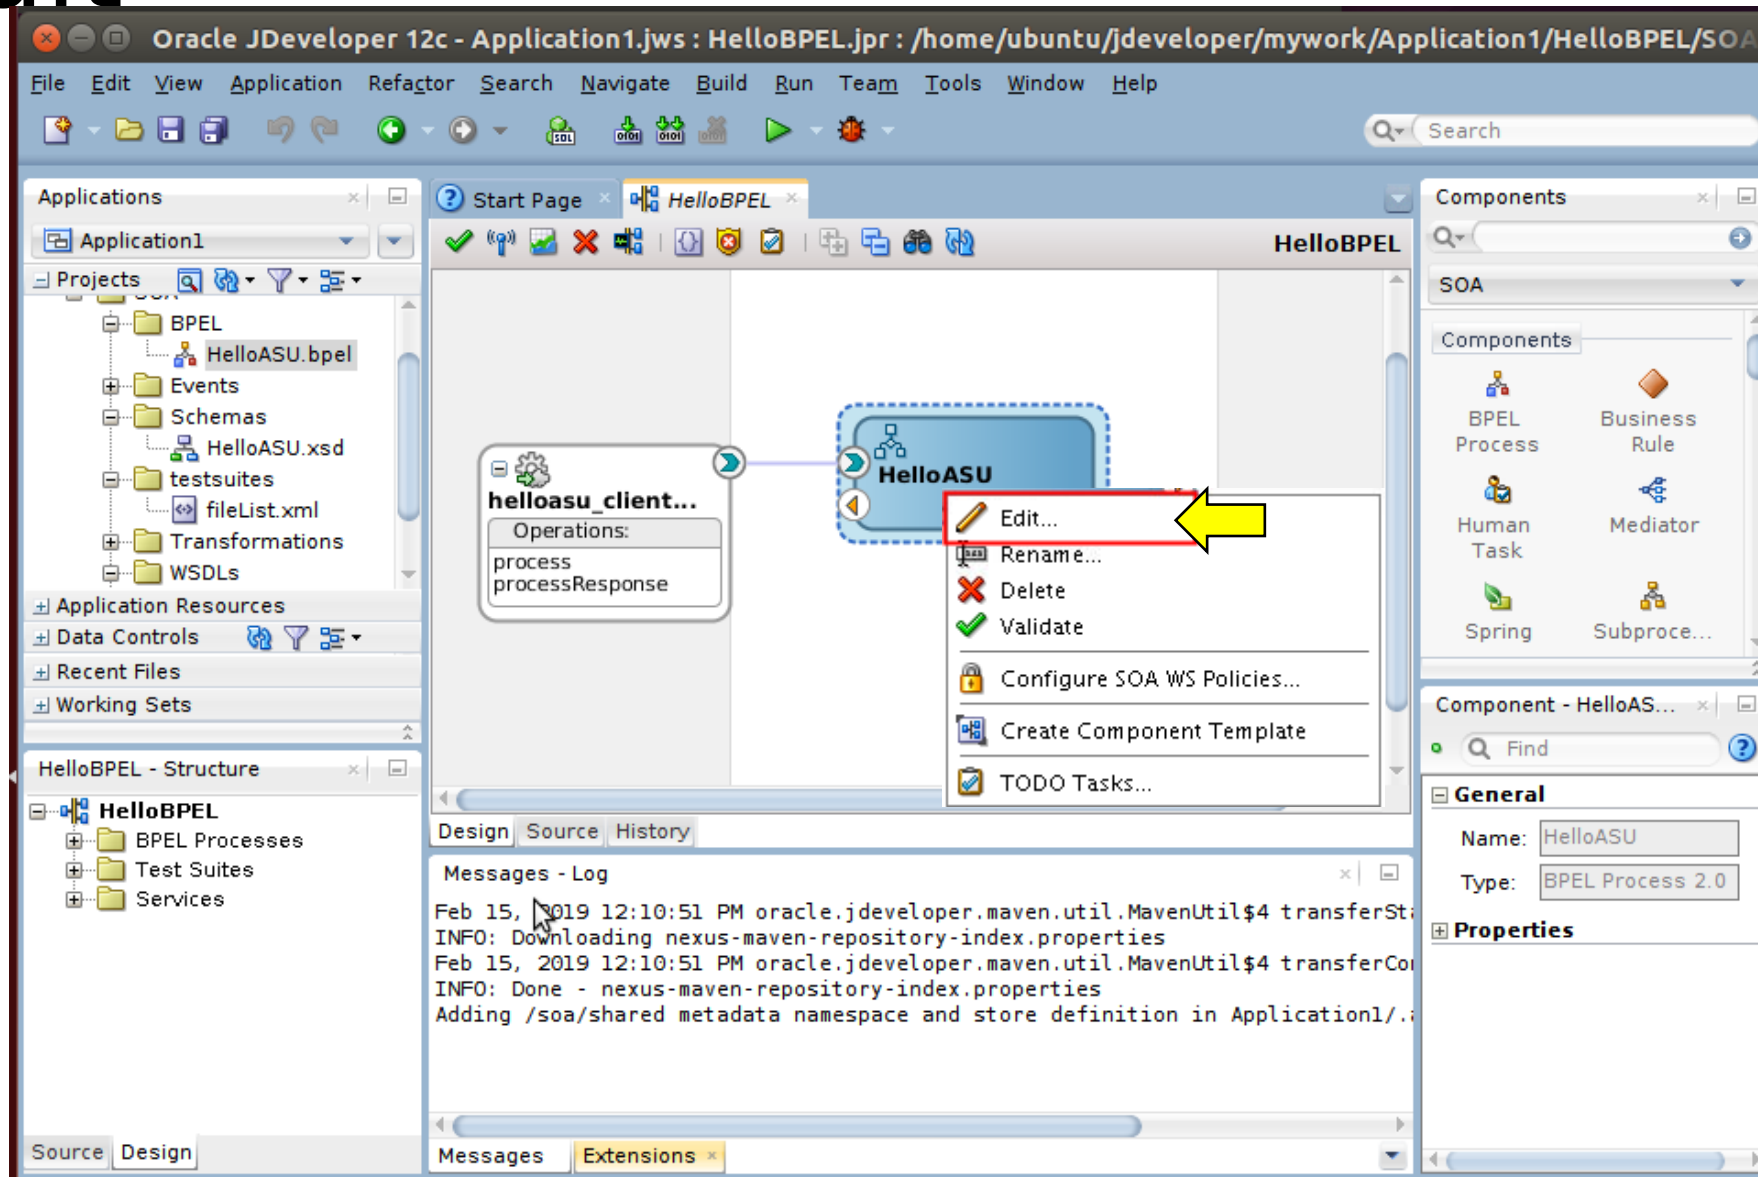 Oracle JDeveloper 12c - Application1.jws : HelloBPEL.jpr : /home/ubuntu/jdeveloper/mywork/Application1/HelloBPEL/SOA
File Edit View Application Refactor Search Navigate Build Run Team Tools Window Help
Search
Applications
Application1
Projects
BPEL
HelloASU.bpel
Events
Schemas
HelloASU.xsd
testsuites
fileList.xml
Transformations
WSDLs
Application Resources
Data Controls
Recent Files
Working Sets
HelloBPEL - Structure
HelloBPEL
BPEL Processes
Test Suites
Services
Source Design
Start Page HelloBPEL
HelloBPEL
helloasu_client...
Operations:
process
processResponse
HelloASU
Edit...
Rename...
Delete
Validate
Configure SOA WS Policies...
Create Component Template
TODO Tasks...
Design Source History
Messages - Log
Feb 15, 2019 12:10:51 PM oracle.jdeveloper.maven.util.MavenUtil$4 transferSta
INFO: Downloading nexus-maven-repository-index.properties
Feb 15, 2019 12:10:51 PM oracle.jdeveloper.maven.util.MavenUtil$4 transferCo
INFO: Done - nexus-maven-repository-index.properties
Adding /soa/shared metadata namespace and store definition in Application1/.
Messages Extensions
Components
SOA
Components
BPEL Process
Business Rule
Human Task
Mediator
Spring
Subproce...
Component - HelloAS...
Find
General
Name: HelloASU
Type: BPEL Process 2.0
Properties